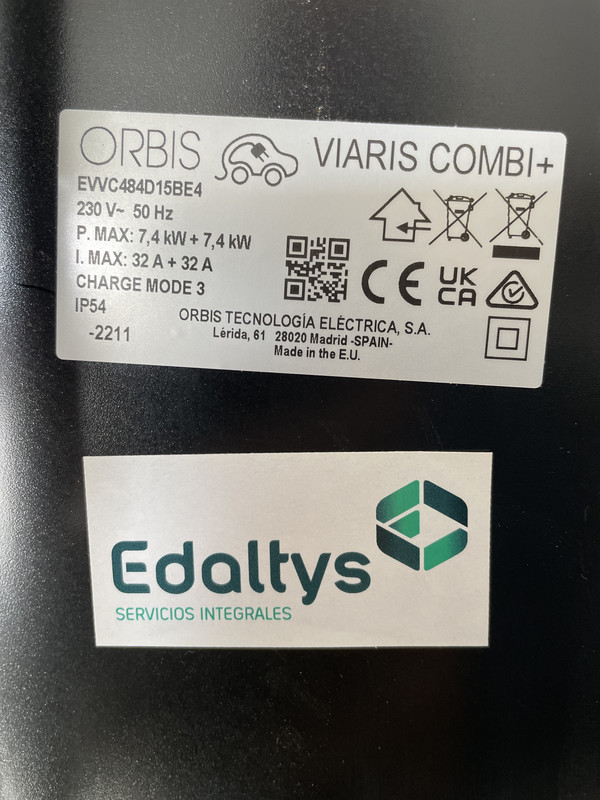 ORBIS
VIARIS COMBI+
EVVC484D15BE4
230 V~ 50 Hz
P. MAX: 7,4 kW + 7,4 kW
I. MAX: 32 A + 32 A
CHARGE MODE 3
IP54
-2211
CE
UK
CA
ORBIS TECNOLOGÍA ELÉCTRICA, S.A.
Lérida, 61 28020 Madrid -SPAIN-
Made in the E.U.
Edaltys
SERVICIOS INTEGRALES